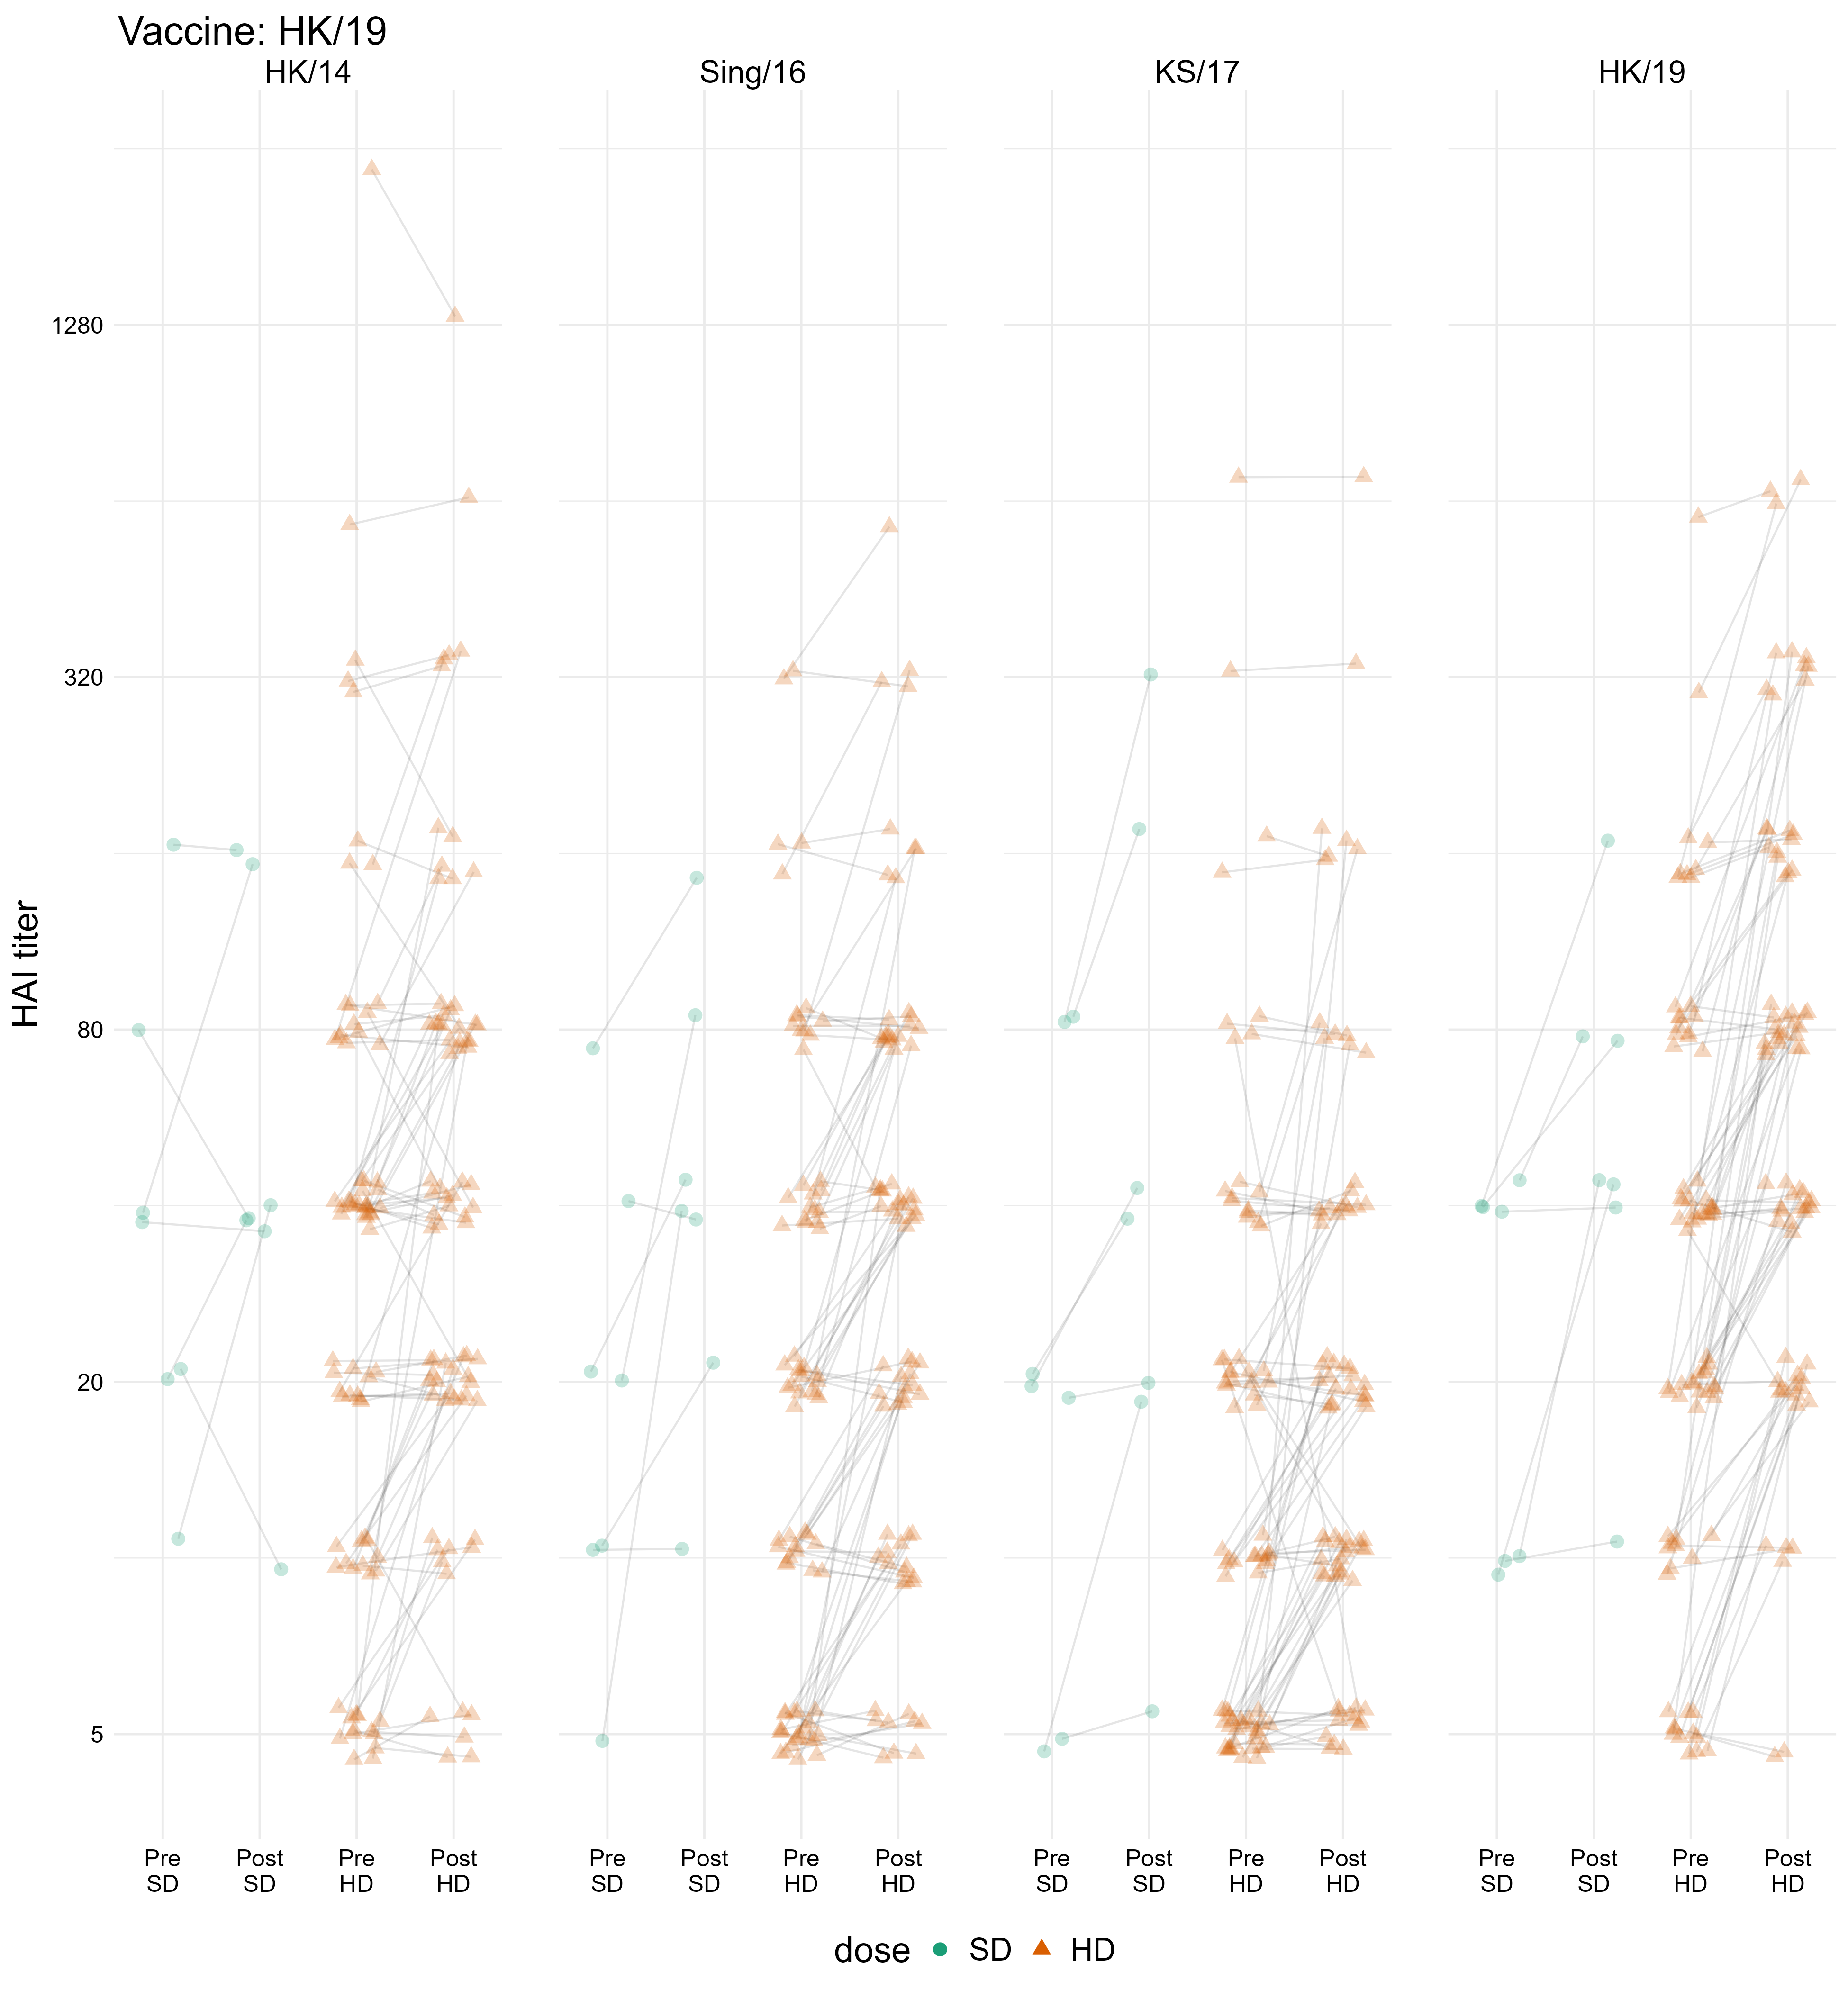 Vaccine: HK/19
HK/14 Sing/16 KS/17 HK/19
HAI titer
1280
320
80
20
5
Pre Post Pre Post Pre Post Pre Post Pre Post Pre Post Pre Post Pre Post
SD SD HD HD SD SD HD HD SD SD HD HD SD SD HD HD
dose SD HD